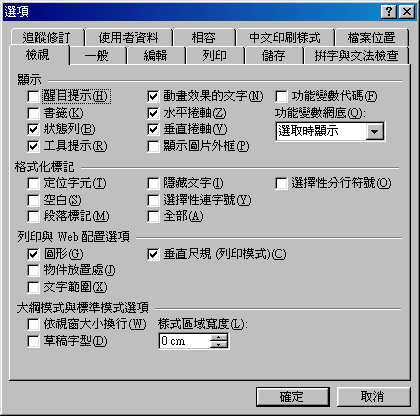 選項
追蹤修訂 使用者資料 相容 中文印刷樣式 檔案位置
檢視 一般 編輯 列印 儲存 拼字與文法檢查
顯示
醒目提示(H) 動畫效果的文字(N) 功能變數代碼(F)
書籤(K) 水平捲軸(Z) 功能變數網底(O):
狀態列(B) 垂直捲軸(V) 選取時顯示
工具提示(R) 顯示圖片外框(P)
格式化標記
定位字元(T) 隱藏文字(I) 選擇性分行符號(O)
空白(S) 選擇性連字號(Y)
段落標記(M) 全部(A)
列印與 Web 配置選項
圖形(G) 垂直尺規 (列印模式)(C)
物件放置處(J)
文字範圍(X)
大綱模式與標準模式選項
依視窗大小換行(W) 樣式區域寬度(L):
草稿字型(D) 0 cm
確定 取消